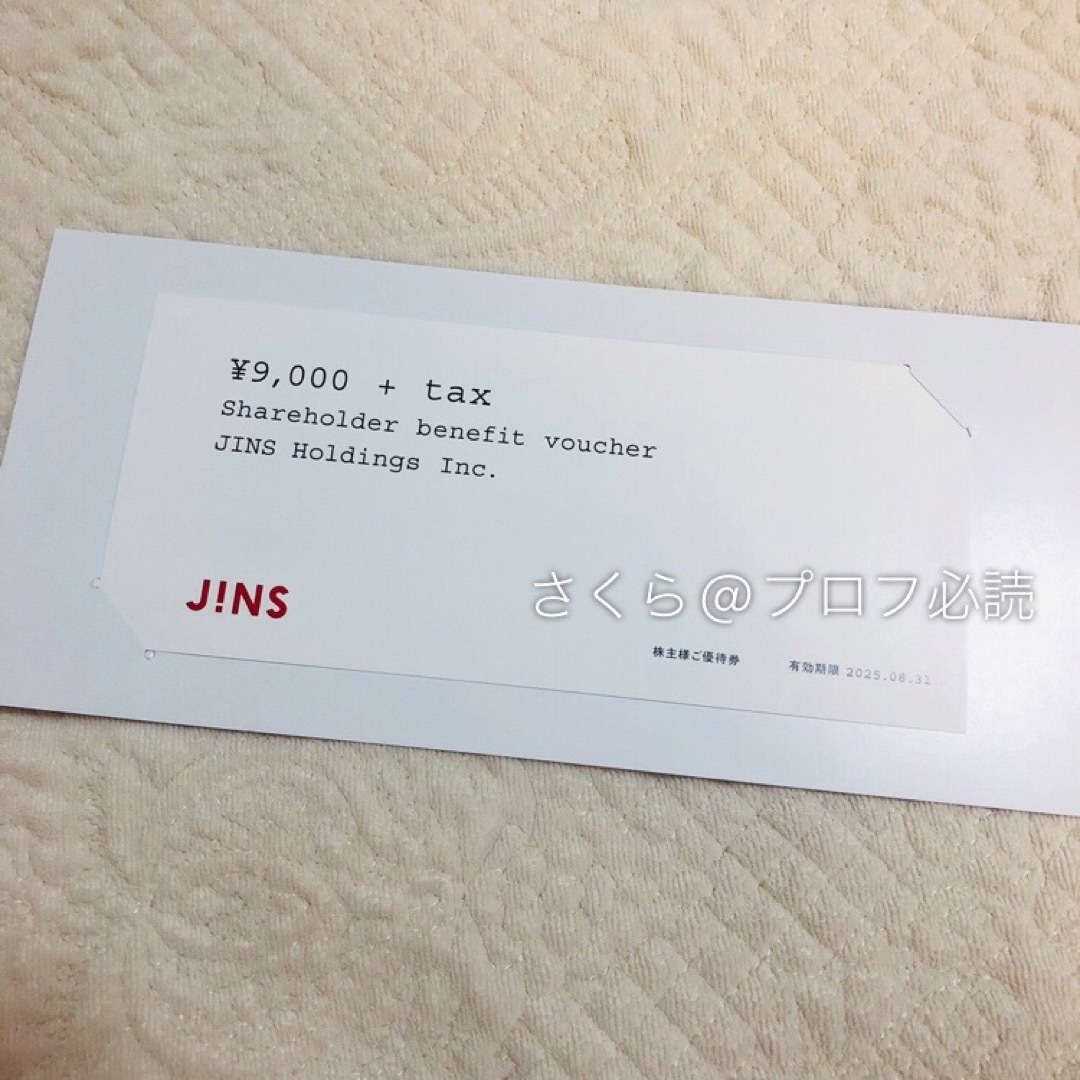 ¥9,000 + tax
Shareholder benefit voucher
JINS Holdings Inc.
J!NS
さくら@プロフ必読
株主様ご優待券
有効期限 2025.08.31